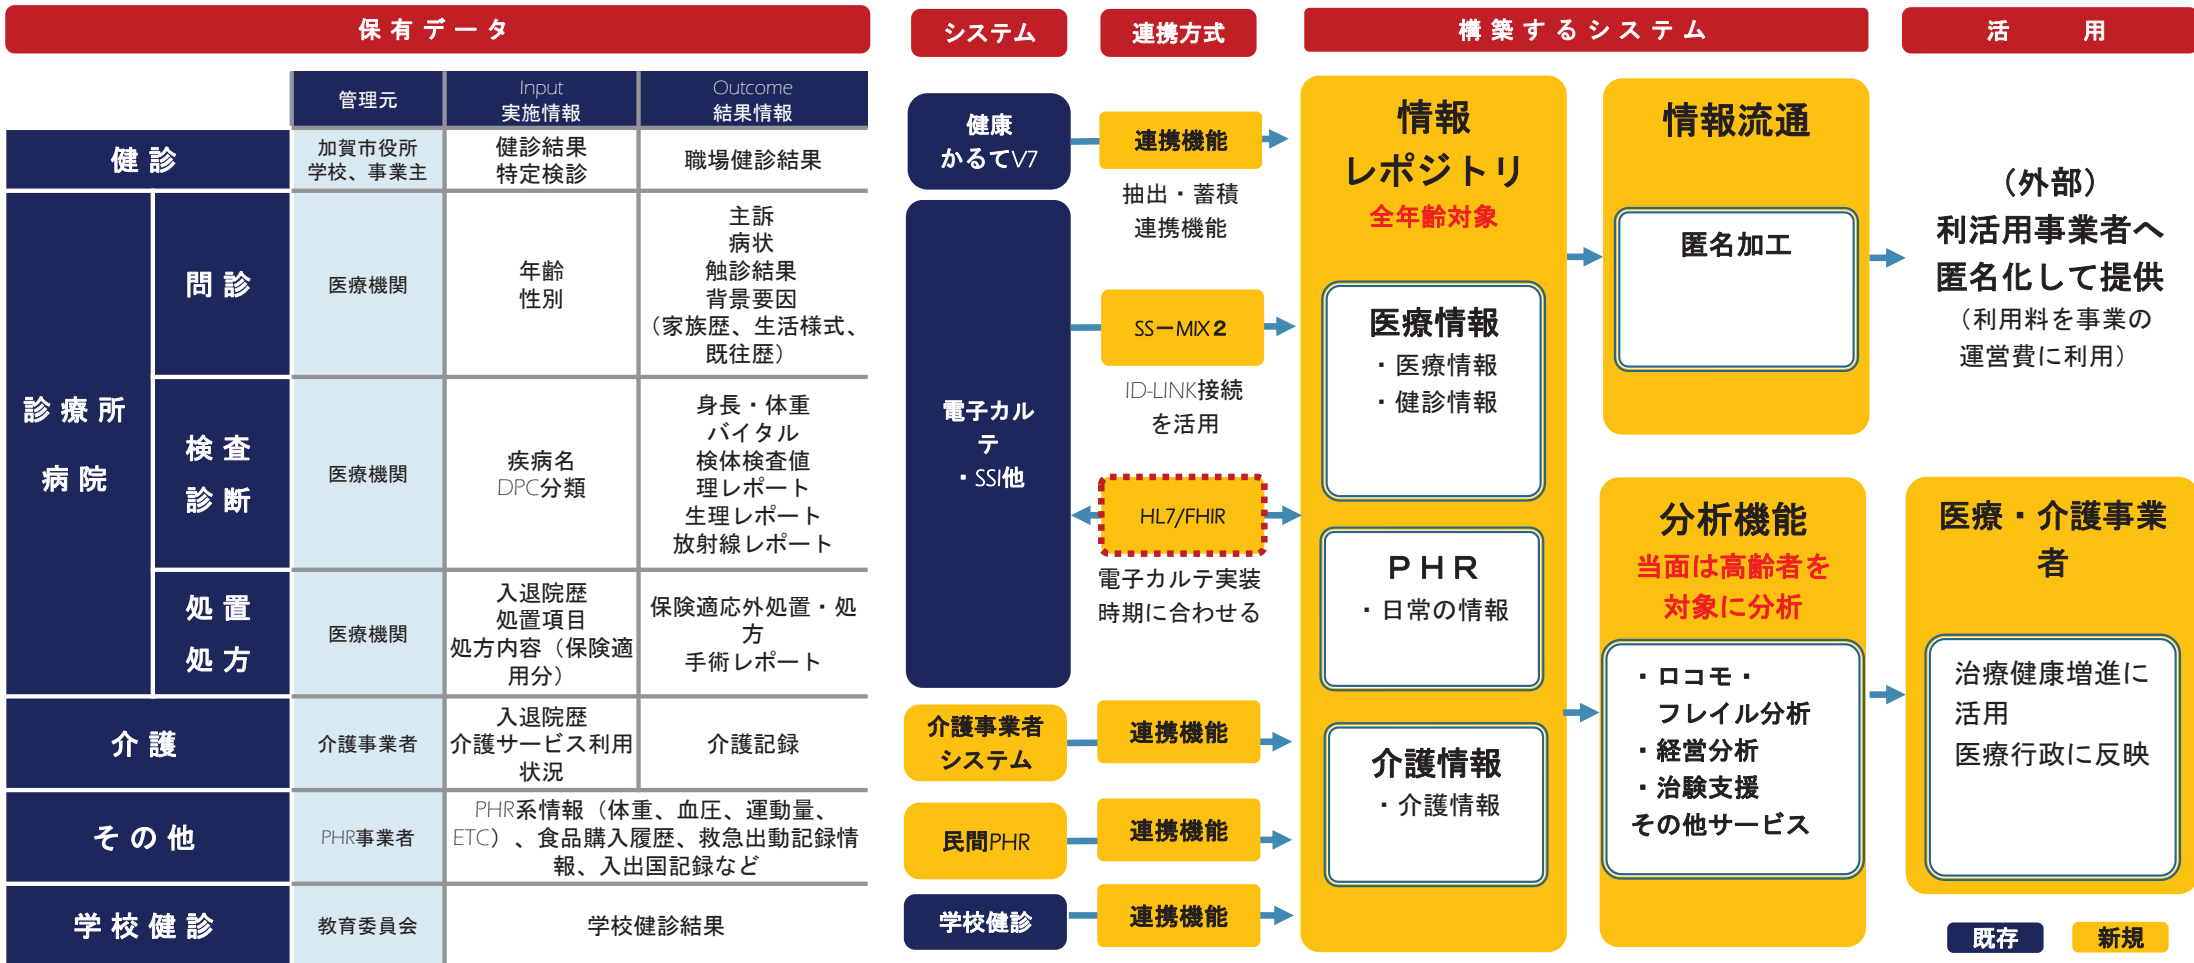 保有データ
システム
連携方式
構築するシステム
活　用
管理元
Input
実施情報
Outcome
結果情報
健診
加賀市役所
学校、事業主
健診結果
特定検診
職場健診結果
診療所
病院
問診
医療機関
年齢
性別
主訴
病状
触診結果
背景要因
（家族歴、生活様式、
既往歴）
検査
診断
医療機関
疾病名
DPC分類
身長・体重
バイタル
検体検査値
理レポート
生理レポート
放射線レポート
処置
処方
医療機関
入退院歴
処置項目
処方内容（保険適
用分）
保険適応外処置・処
方
手術レポート
介護
介護事業者
入退院歴
介護サービス利用
状況
介護記録
その他
PHR事業者
PHR系情報（体重、血圧、運動量、
ETC）、食品購入履歴、救急出動記録情
報、入出国記録など
学校健診
教育委員会
学校健診結果
健康
かるてV7
電子カル
テ
・SSI他
介護事業者
システム
民間PHR
学校健診
連携機能
抽出・蓄積
連携機能
SSーMIX２
ID-LINK接続
を活用
HL7/FHIR
電子カルテ実装
時期に合わせる
連携機能
連携機能
連携機能
情報
レポジトリ
全年齢対象
医療情報
・医療情報
・健診情報
ＰＨＲ
・日常の情報
介護情報
・介護情報
情報流通
匿名加工
分析機能
当面は高齢者を
対象に分析
・ロコモ・
フレイル分析
・経営分析
・治験支援
その他サービス
（外部）
利活用事業者へ
匿名化して提供
（利用料を事業の
運営費に利用）
医療・介護事業
者
治療健康増進に
活用
医療行政に反映
既存
新規